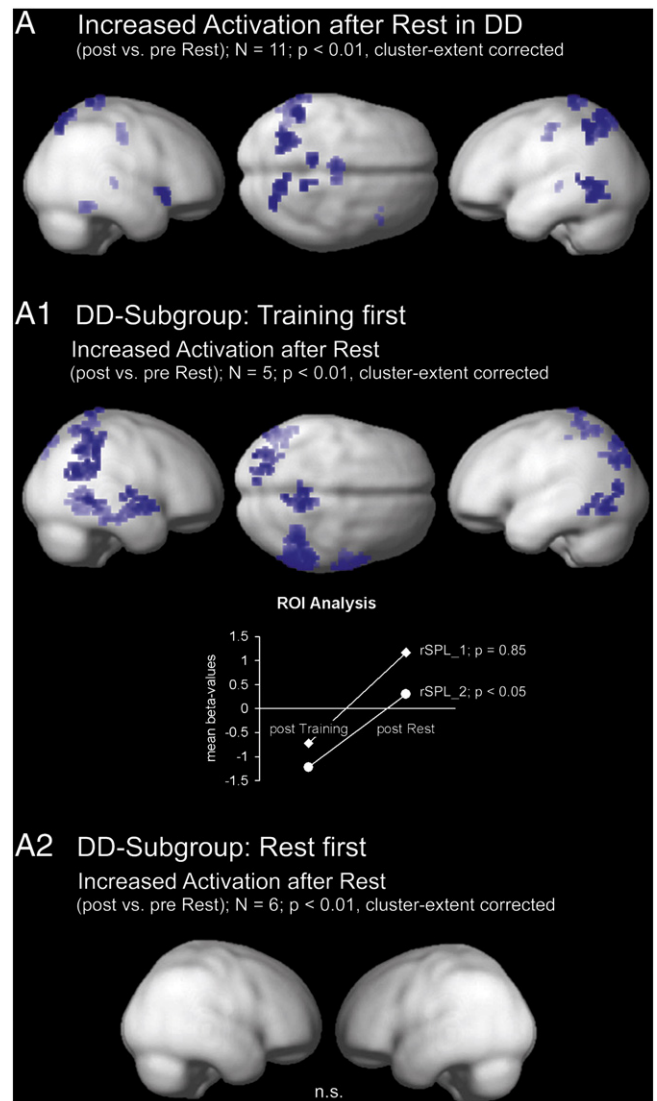 A Increased Activation after Rest in DD
(post vs. pre Rest); N = 11; p < 0.01, cluster-extent corrected
A1 DD-Subgroup: Training first
Increased Activation after Rest
(post vs. pre Rest); N = 5; p < 0.01, cluster-extent corrected
ROI Analysis
mean beta-values
1.5
1
0.5
0
-0.5
-1
-1.5
post Training
post Rest
rSPL_1; p = 0.85
rSPL_2; p < 0.05
A2 DD-Subgroup: Rest first
Increased Activation after Rest
(post vs. pre Rest); N = 6; p < 0.01, cluster-extent corrected
n.s.